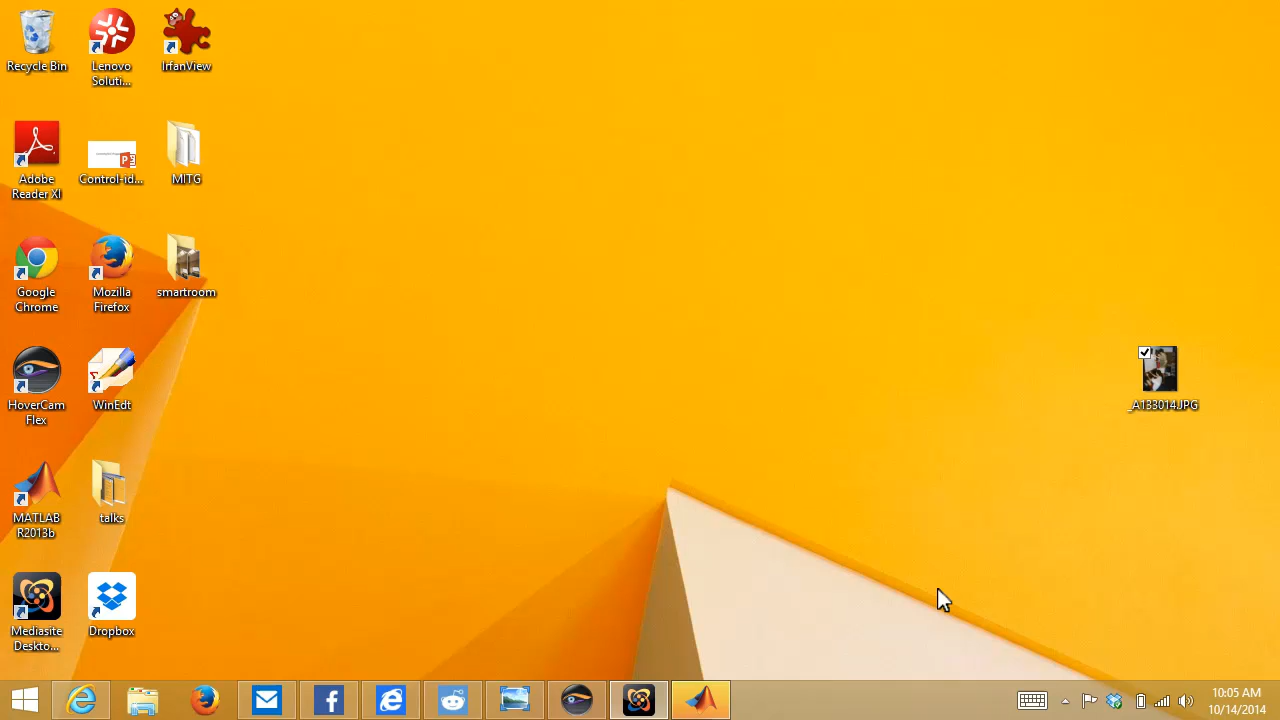 Recycle Bin
Lenovo
Soluti...
IrfanView
Adobe
Reader XI
Control-id...
MITG
Google
Chrome
Mozilla
Firefox
smartroom
HoverCam
Flex
WinEdt
_A133014.JPG
MATLAB
R2013b
talks
Mediasite
Deskto...
Dropbox
10:05 AM
10/14/2014